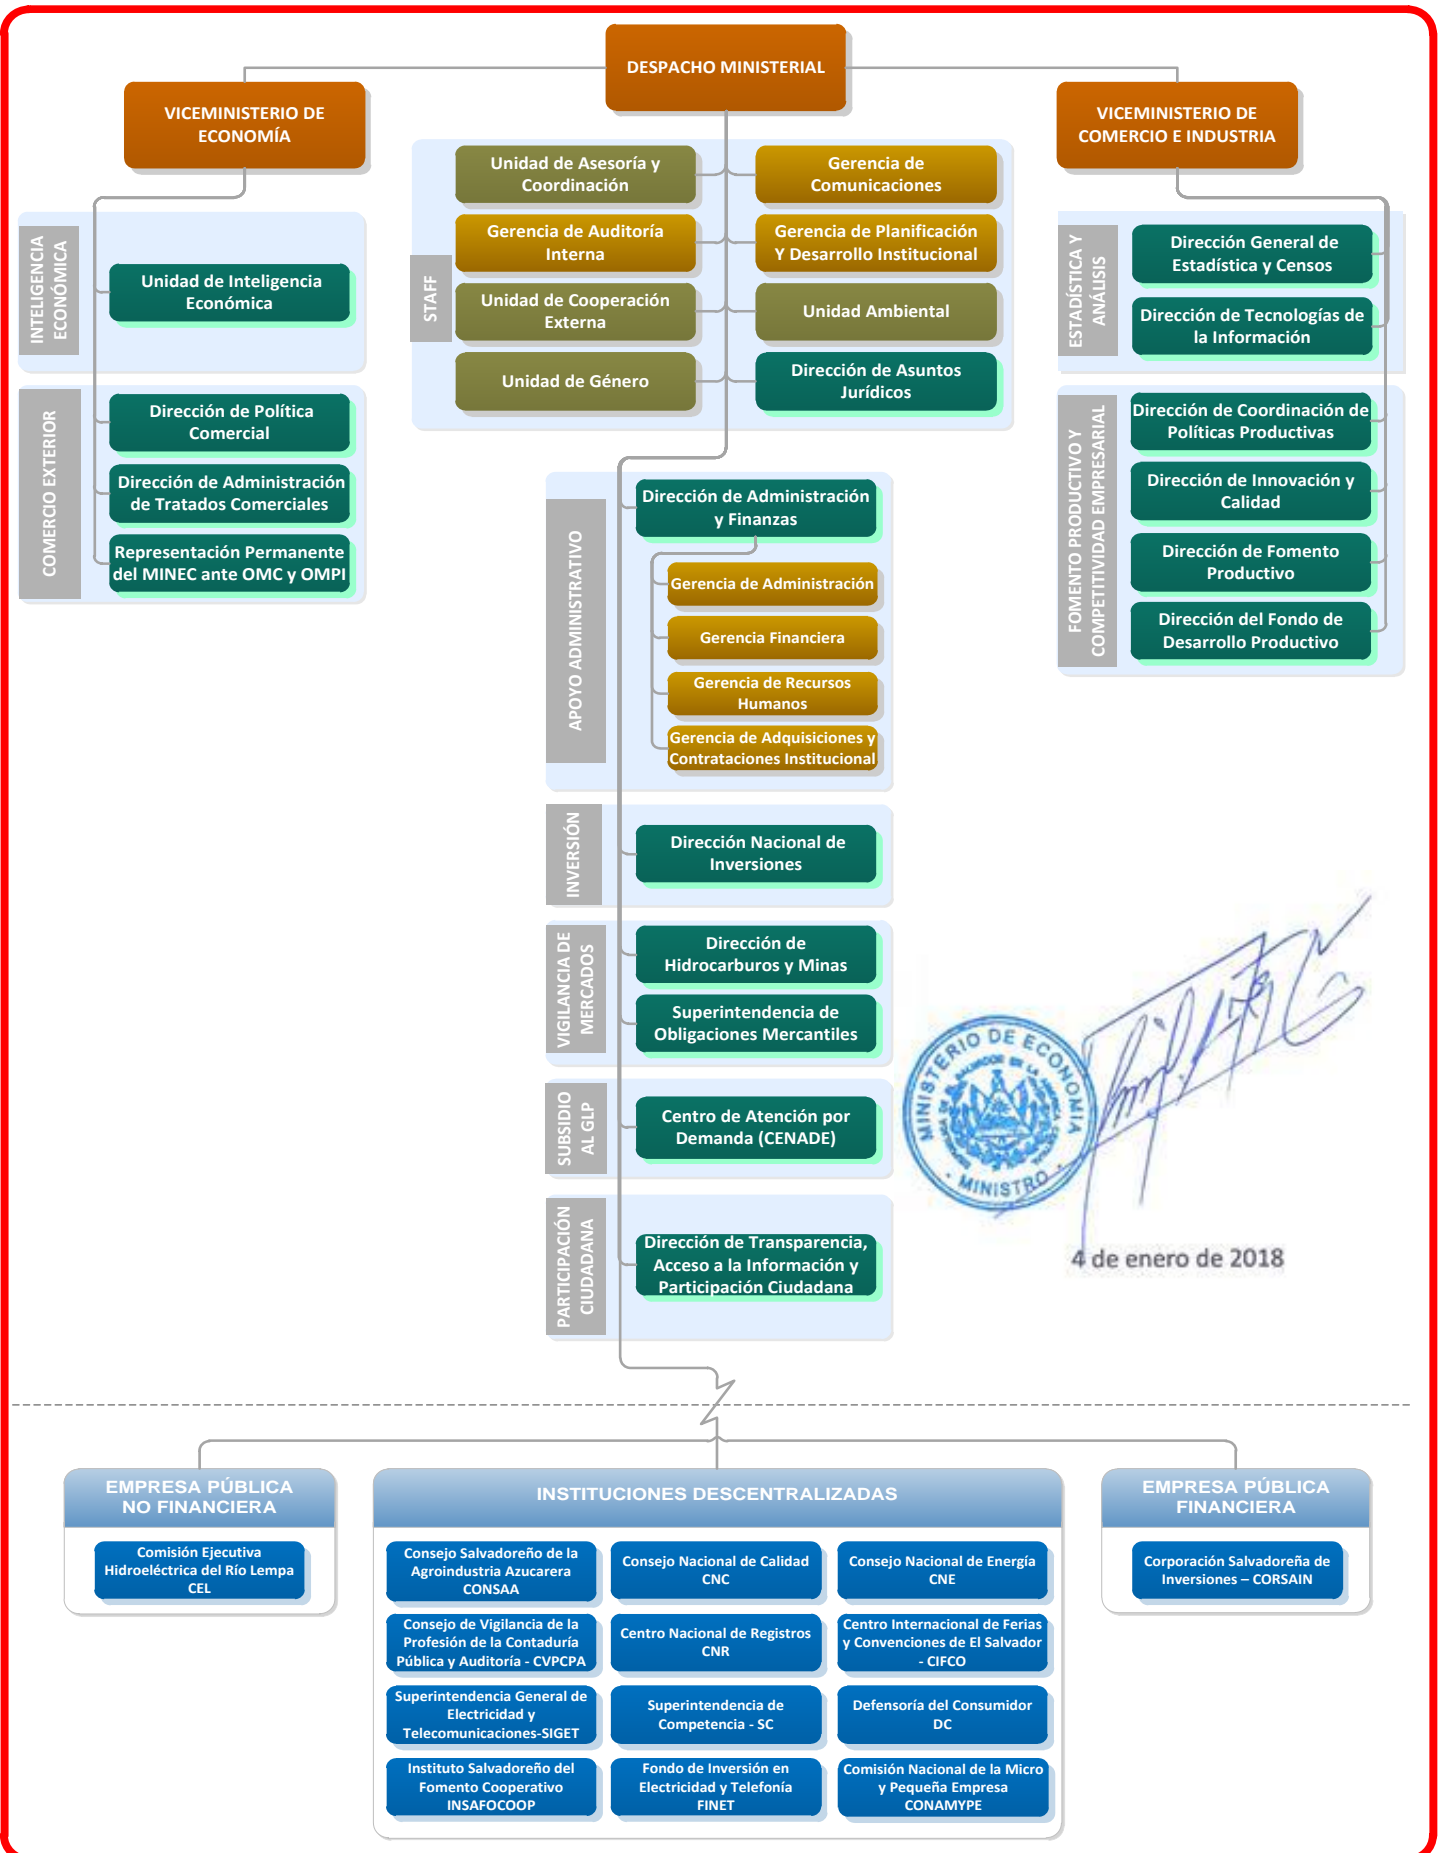 DESPACHO MINISTERIAL
VICEMINISTERIO DE
ECONOMÍA
VICEMINISTERIO DE
COMERCIO E INDUSTRIA
INTELIGENCIA
ECONÓMICA
Unidad de Inteligencia
Económica
COMERCIO EXTERIOR
Dirección de Política
Comercial
Dirección de Administración
de Tratados Comerciales
Representación Permanente
del MINEC ante OMC y OMPI
STAFF
Unidad de Asesoría y
Coordinación
Gerencia de
Comunicaciones
Gerencia de Auditoría
Interna
Gerencia de Planificación
Y Desarrollo Institucional
Unidad de Cooperación
Externa
Unidad Ambiental
Unidad de Género
Dirección de Asuntos
Jurídicos
ESTADÍSTICA Y
ANÁLISIS
Dirección General de
Estadística y Censos
Dirección de Tecnologías de
la Información
FOMENTO PRODUCTIVO Y
COMPETITIVIDAD EMPRESARIAL
Dirección de Coordinación de
Políticas Productivas
Dirección de Innovación y
Calidad
Dirección de Fomento
Productivo
Dirección del Fondo de
Desarrollo Productivo
APOYO ADMINISTRATIVO
Dirección de Administración
y Finanzas
Gerencia de Administración
Gerencia Financiera
Gerencia de Recursos
Humanos
Gerencia de Adquisiciones y
Contrataciones Institucional
INVERSIÓN
Dirección Nacional de
Inversiones
VIGILANCIA DE
MERCADOS
Dirección de
Hidrocarburos y Minas
Superintendencia de
Obligaciones Mercantiles
SUBSIDIO
AL GLP
Centro de Atención por
Demanda (CENADE)
PARTICIPACIÓN
CIUDADANA
Dirección de Transparencia,
Acceso a la Información y
Participación Ciudadana
MINISTERIO DE ECONOMIA
MINISTRO
4 de enero de 2018
EMPRESA PÚBLICA
NO FINANCIERA
Comisión Ejecutiva
Hidroeléctrica del Río Lempa
CEL
INSTITUCIONES DESCENTRALIZADAS
Consejo Salvadoreño de la
Agroindustria Azucarera
CONSAA
Consejo Nacional de Calidad
CNC
Consejo Nacional de Energía
CNE
Consejo de Vigilancia de la
Profesión de la Contaduría
Pública y Auditoría - CVPCPA
Centro Nacional de Registros
CNR
Centro Internacional de Ferias
y Convenciones de El Salvador
- CIFCO
Superintendencia General de
Electricidad y
Telecomunicaciones-SIGET
Superintendencia de
Competencia - SC
Defensoría del Consumidor
DC
Instituto Salvadoreño del
Fomento Cooperativo
INSAFOCOOP
Fondo de Inversión en
Electricidad y Telefonía
FINET
Comisión Nacional de la Micro
y Pequeña Empresa
CONAMYPE
EMPRESA PÚBLICA
FINANCIERA
Corporación Salvadoreña de
Inversiones – CORSAIN